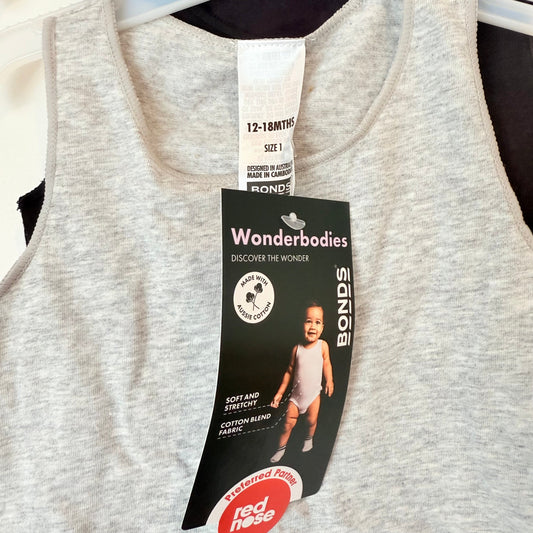 12-18MTHS
SIZE 1
DESIGNED IN AUSTRALIA
MADE IN CAMBODIA
BONDS
Wonderbodies
DISCOVER THE WONDER
MADE WITH
AUSSIE COTTON
BONDS
SOFT AND
STRETCHY
COTTON BLEND
FABRIC
Preferred Partner
red
nose